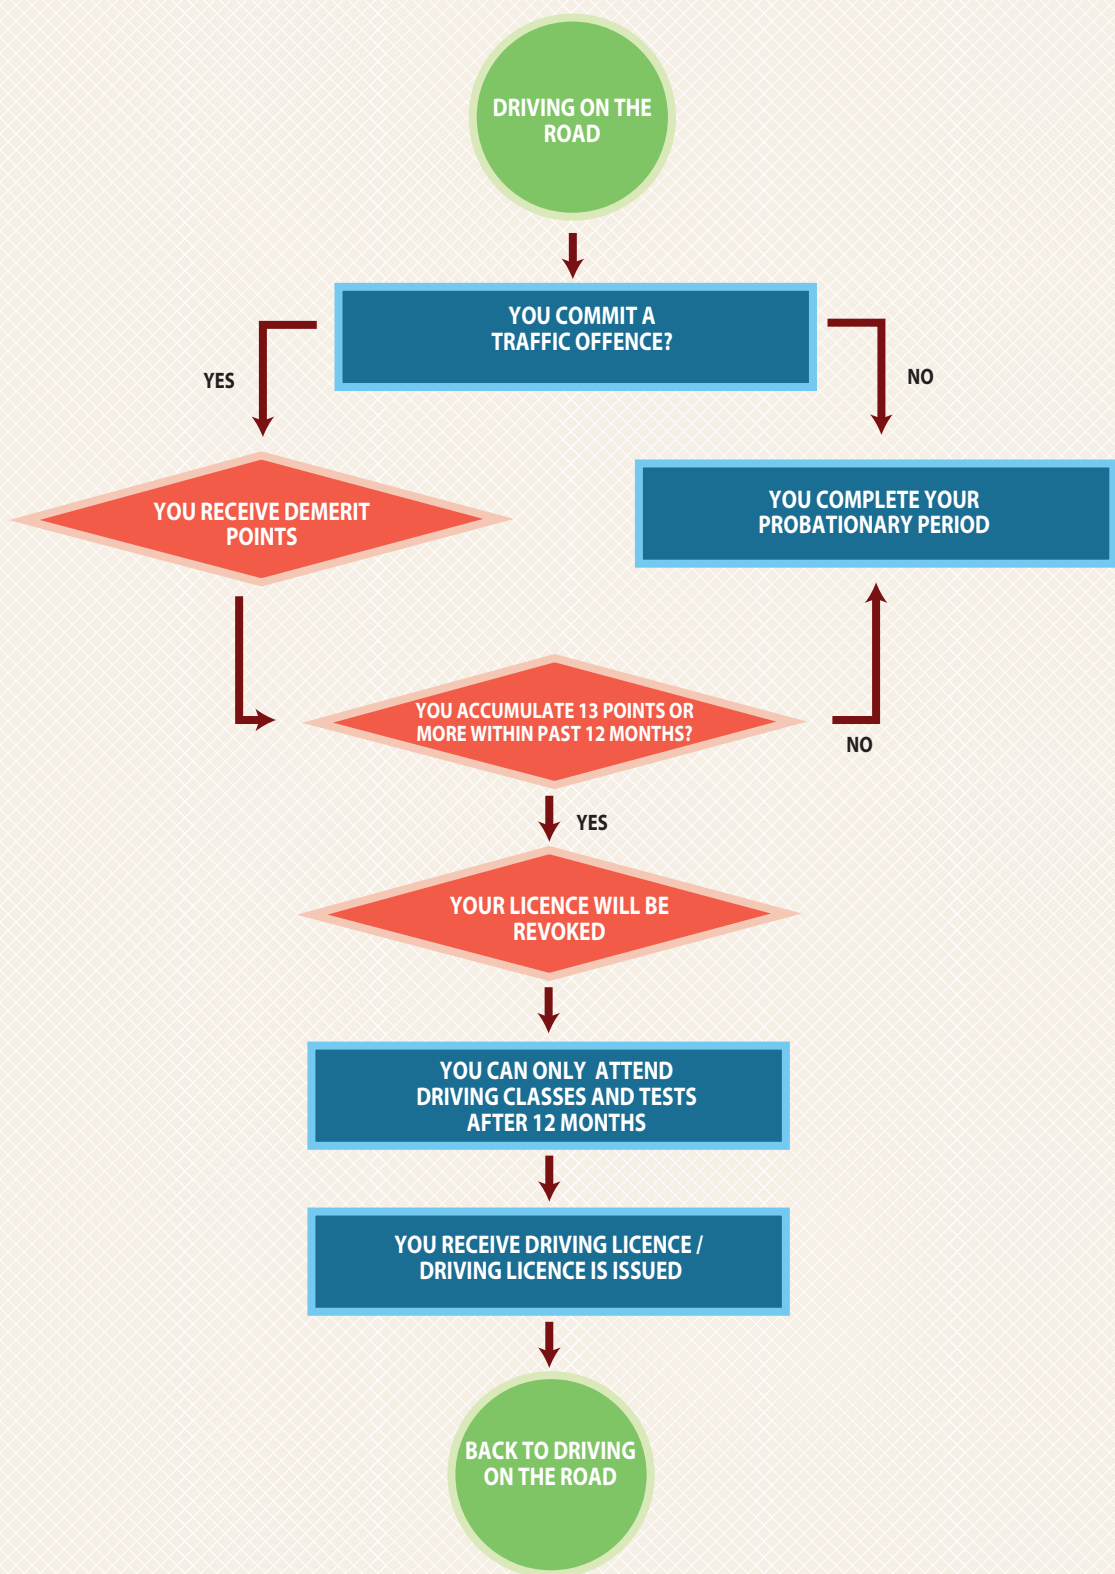 DRIVING ON THE
ROAD
YOU COMMIT A
TRAFFIC OFFENCE?
YES
NO
YOU RECEIVE DEMERIT
POINTS
YOU COMPLETE YOUR
PROBATIONARY PERIOD
YOU ACCUMULATE 13 POINTS OR
MORE WITHIN PAST 12 MONTHS?
NO
YES
YOUR LICENCE WILL BE
REVOKED
YOU CAN ONLY ATTEND
DRIVING CLASSES AND TESTS
AFTER 12 MONTHS
YOU RECEIVE DRIVING LICENCE /
DRIVING LICENCE IS ISSUED
BACK TO DRIVING
ON THE ROAD